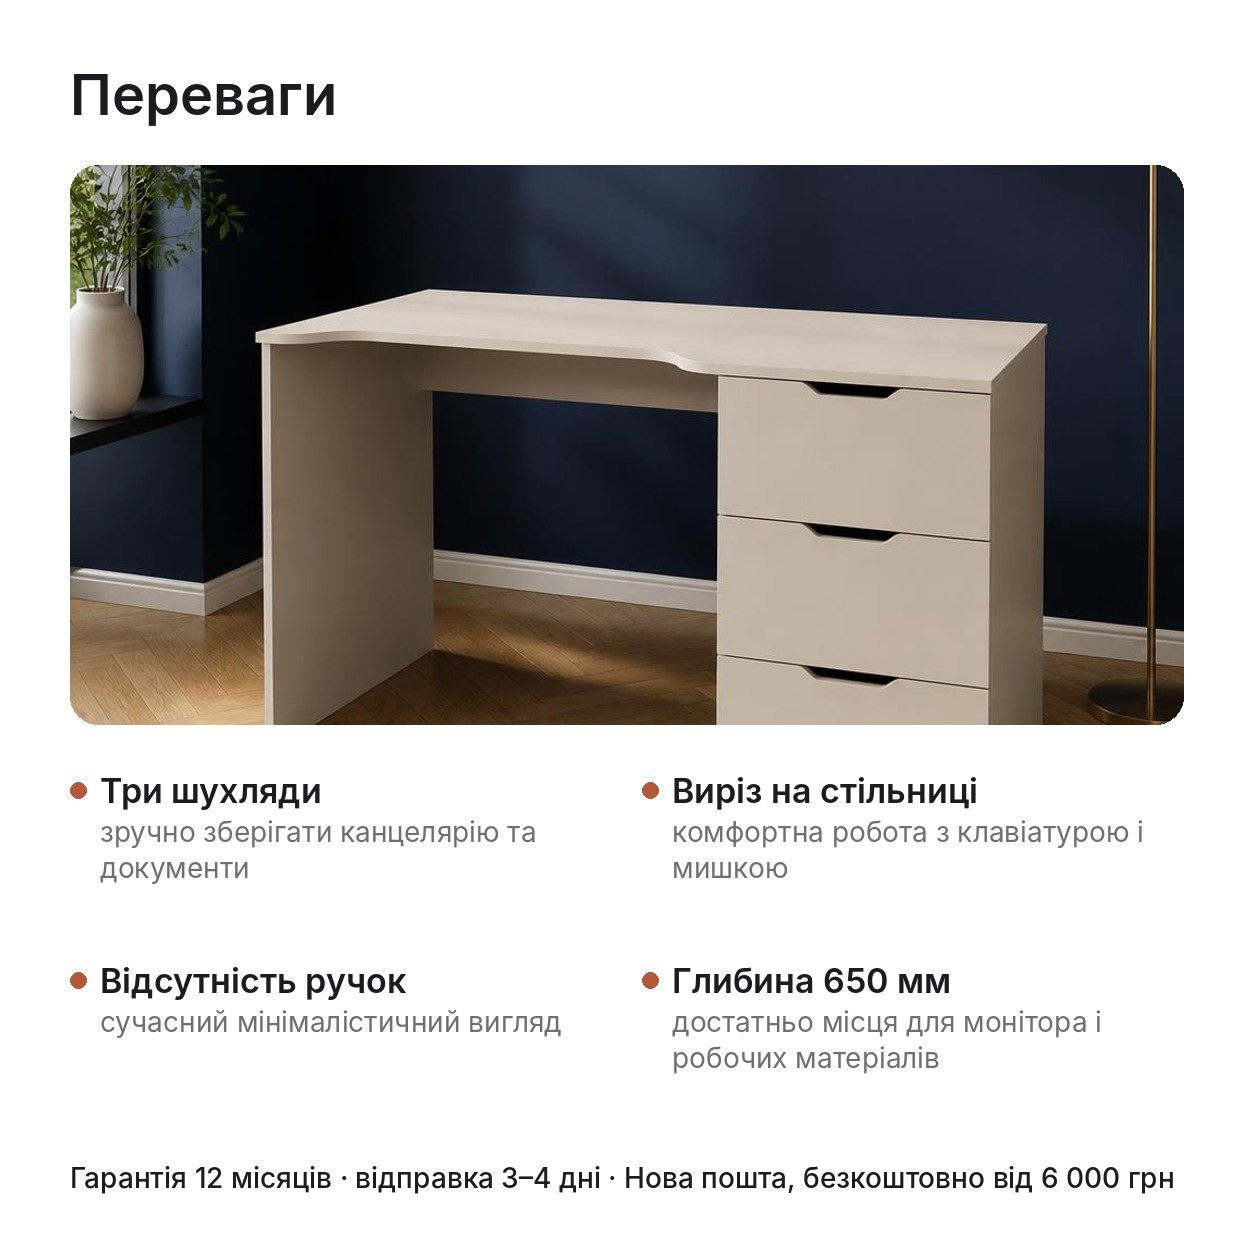 Переваги
Три шухляди
зручно зберігати канцелярію та
документи
Виріз на стільниці
комфортна робота з клавіатурою і
мишкою
Відсутність ручок
сучасний мінімалістичний вигляд
Глибина 650 мм
достатньо місця для монітора і
робочих матеріалів
Гарантія 12 місяців · відправка 3–4 дні · Нова пошта, безкоштовно від 6 000 грн